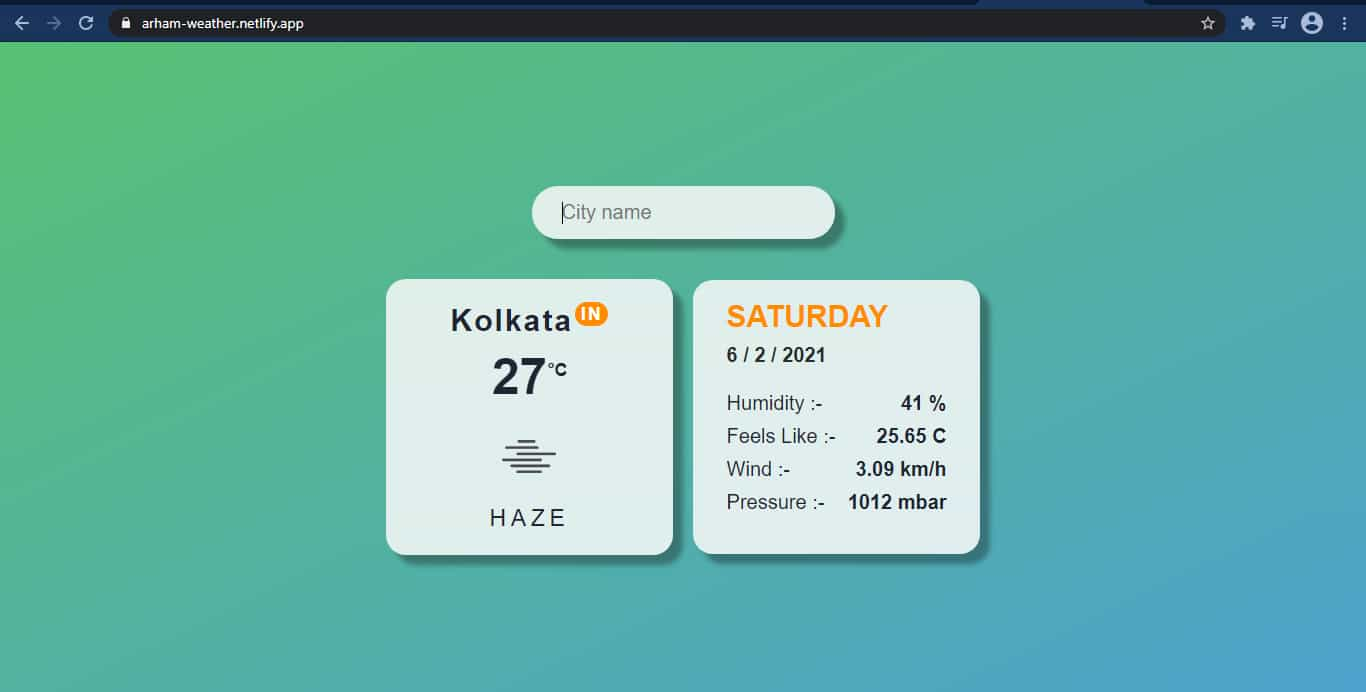 arham-weather.netlify.app
City name
Kolkata IN
27°C
HAZE
SATURDAY
6 / 2 / 2021
Humidity :- 41 %
Feels Like :- 25.65 C
Wind :- 3.09 km/h
Pressure :- 1012 mbar